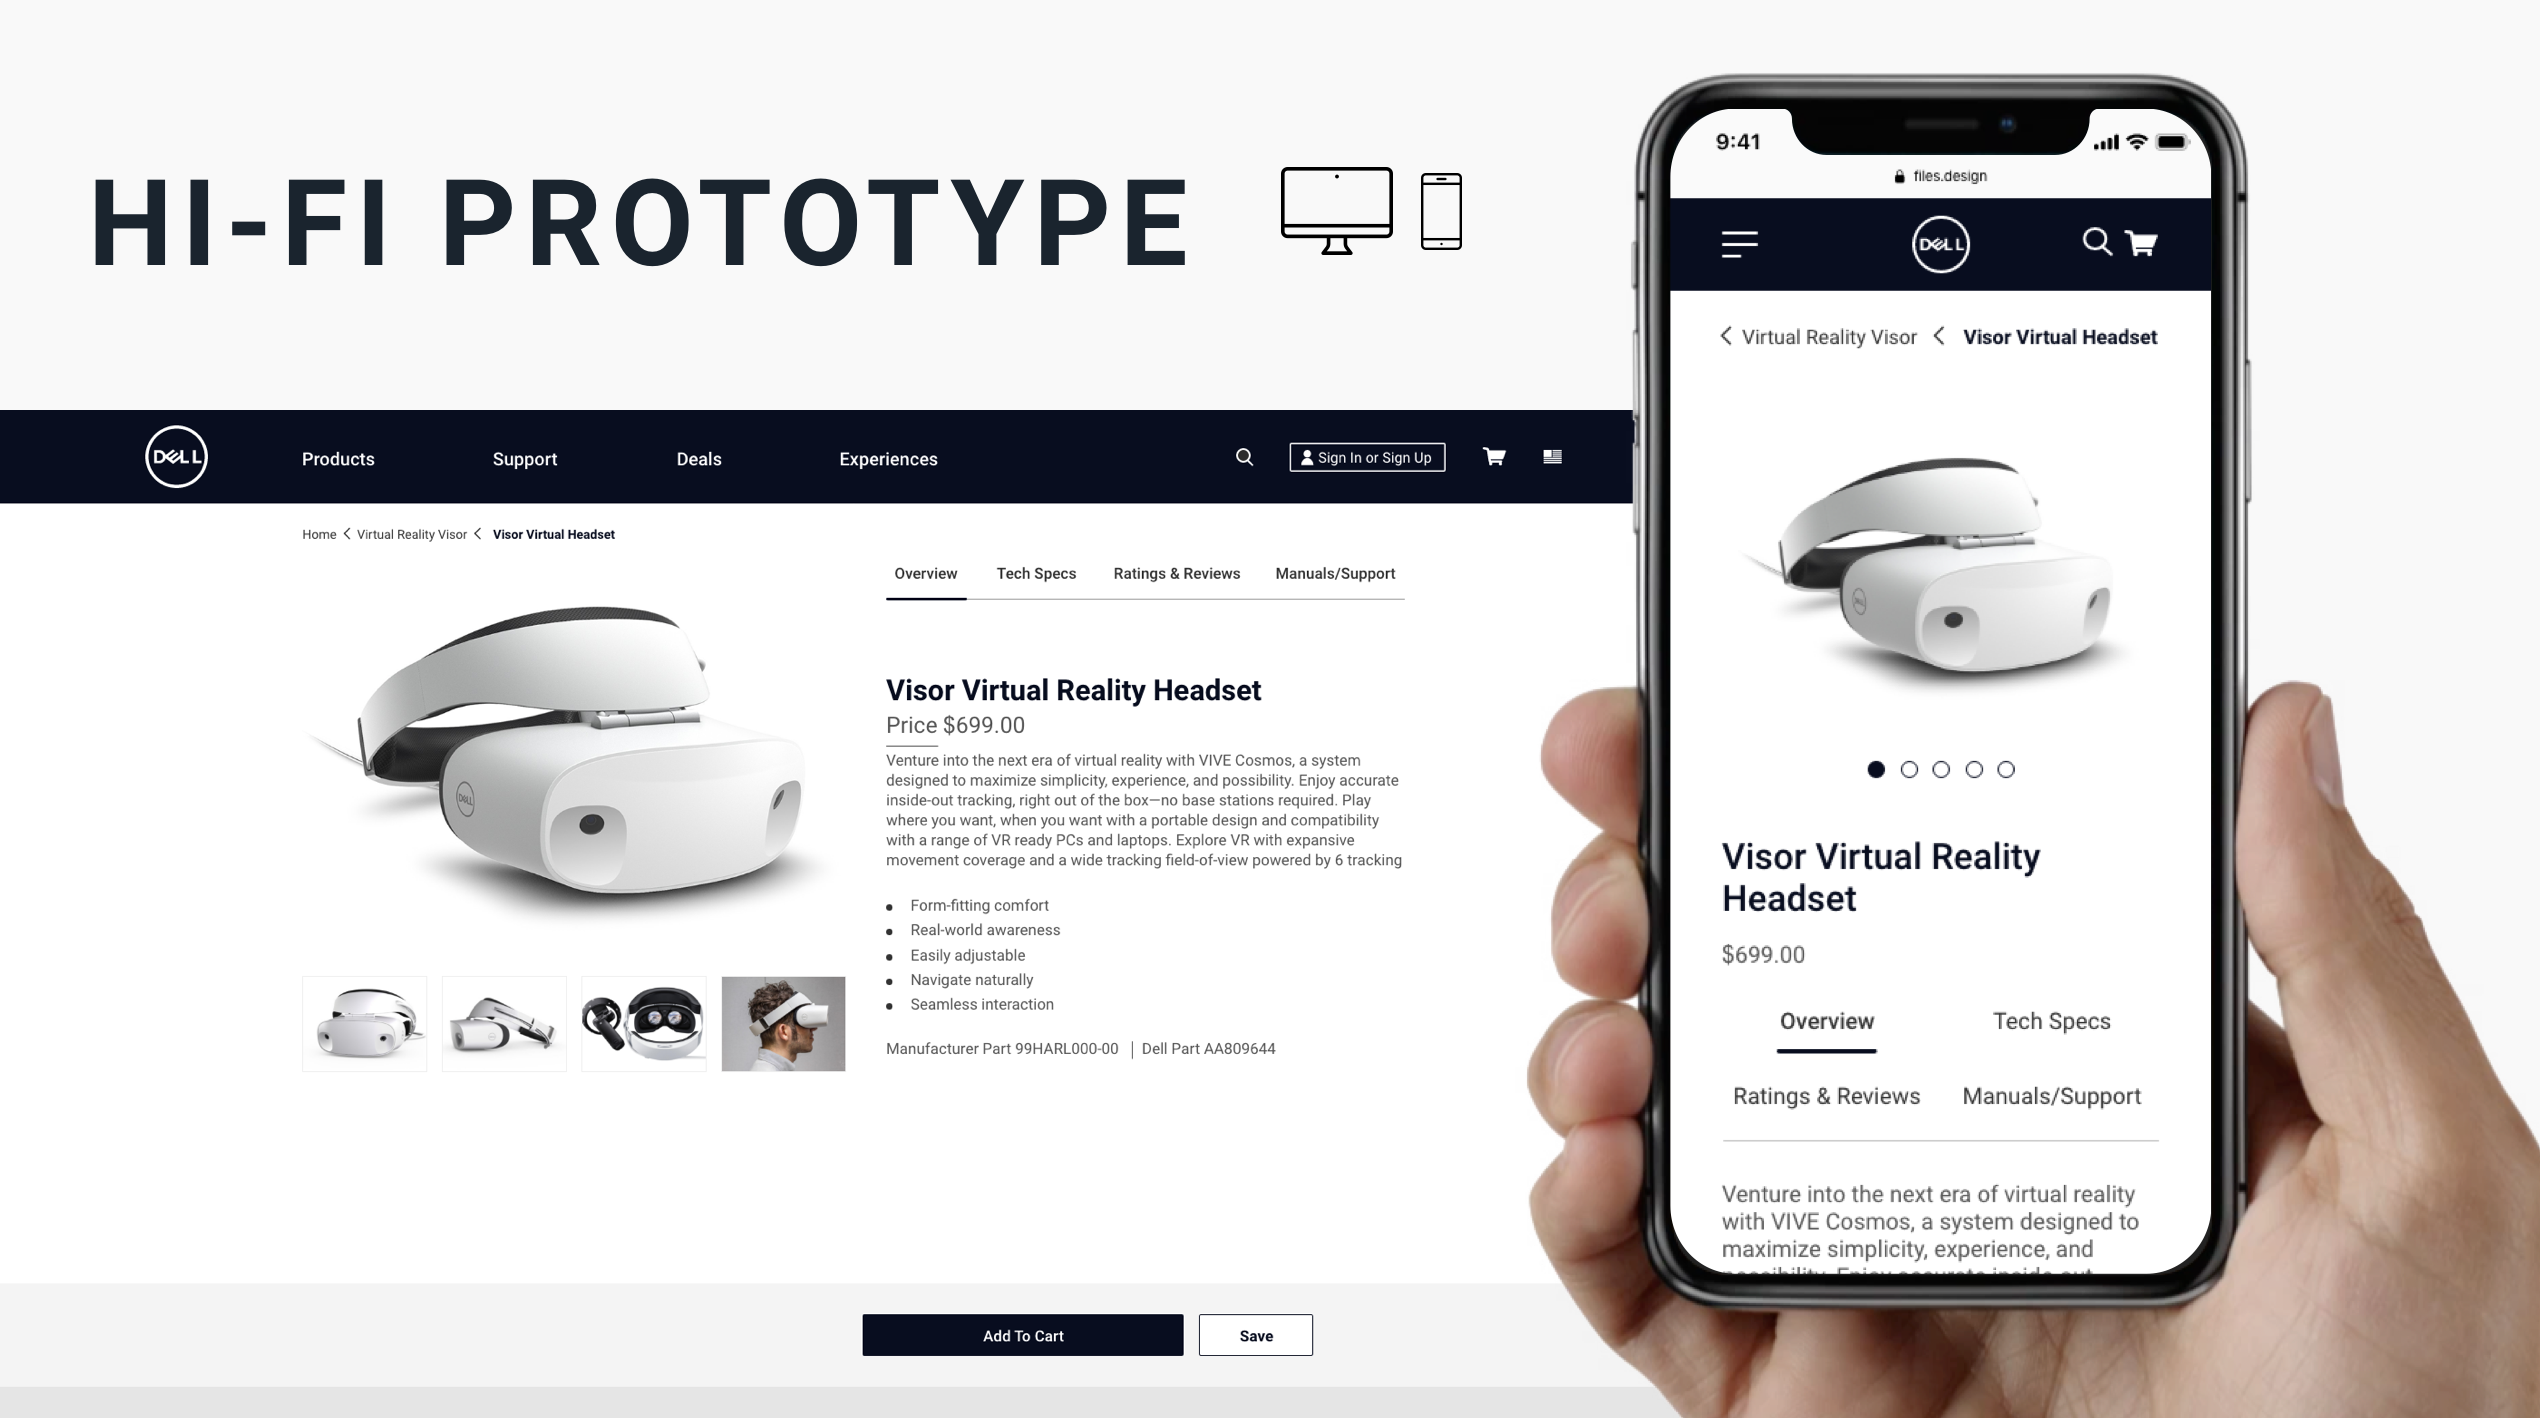 HI-FI PROTOTYPE
DELL
Products
Support
Deals
Experiences
Sign In or Sign Up
Home < Virtual Reality Visor < Visor Virtual Headset
Overview
Tech Specs
Ratings & Reviews
Manuals/Support
DELL
Visor Virtual Reality Headset
Price $699.00
Venture into the next era of virtual reality with VIVE Cosmos, a system
designed to maximize simplicity, experience, and possibility. Enjoy accurate
inside-out tracking, right out of the box—no base stations required. Play
where you want, when you want with a portable design and compatibility
with a range of VR ready PCs and laptops. Explore VR with expansive
movement coverage and a wide tracking field-of-view powered by 6 tracking
Form-fitting comfort
Real-world awareness
Easily adjustable
Navigate naturally
Seamless interaction
Manufacturer Part 99HARL000-00 | Dell Part AA809644
Add To Cart
Save
9:41
files.design
DELL
< Virtual Reality Visor < Visor Virtual Headset
DELL
Visor Virtual Reality
Headset
$699.00
Overview
Tech Specs
Ratings & Reviews
Manuals/Support
Venture into the next era of virtual reality
with VIVE Cosmos, a system designed to
maximize simplicity, experience, and
possibility. Enjoy accurate inside-out